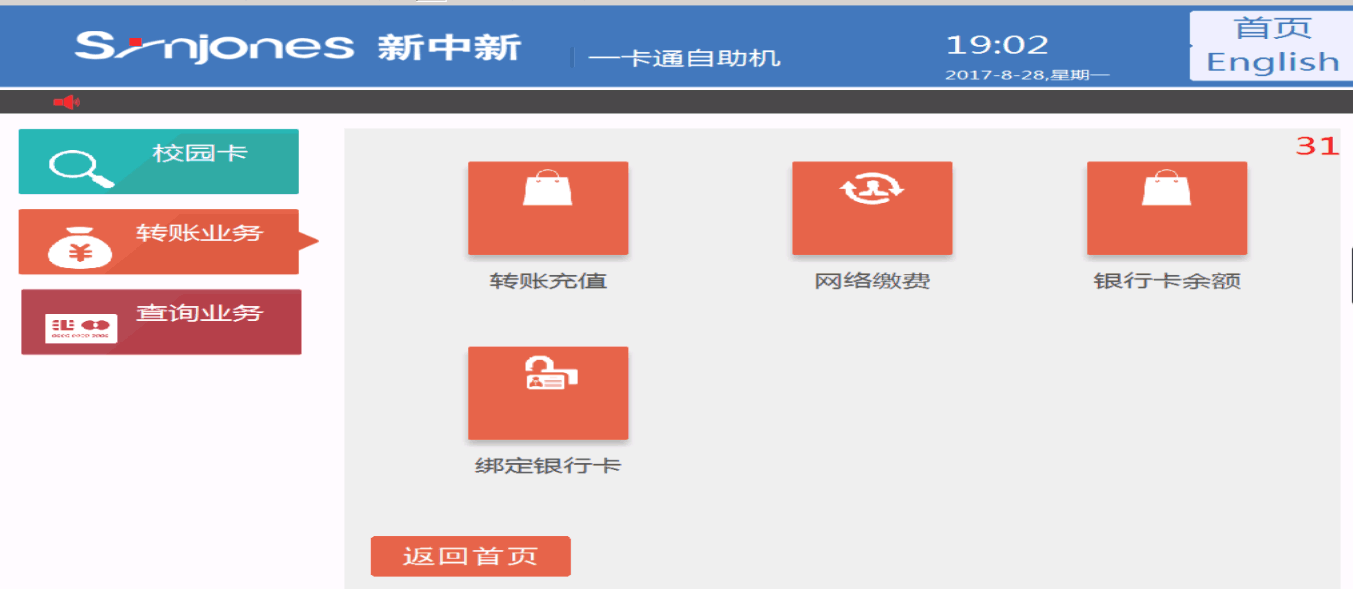 Synjones 新中新
一卡通自助机
19:02
2017-8-28,星期一
首页
English
校园卡
转账业务
查询业务
31
转账充值
网络缴费
银行卡余额
绑定银行卡
返回首页